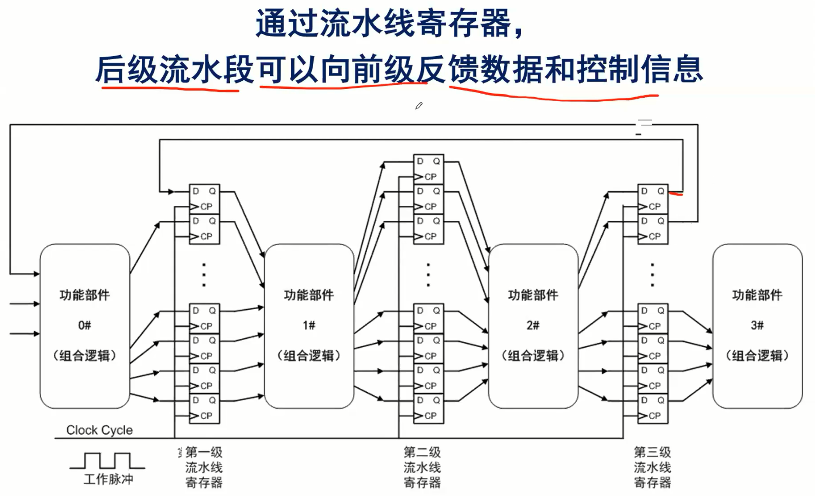 通过流水线寄存器，
后级流水段可以向前级反馈数据和控制信息
D Q
CP
D Q
CP
D Q
CP
D Q
CP
D Q
CP
D Q
CP
D Q
CP
D Q
CP
D Q
CP
D Q
CP
D Q
CP
D Q
CP
D Q
CP
D Q
CP
D Q
CP
D Q
CP
D Q
CP
D Q
CP
D Q
CP
功能部件
0#
（组合逻辑）
功能部件
1#
（组合逻辑）
功能部件
2#
（组合逻辑）
功能部件
3#
（组合逻辑）
Clock Cycle
工作脉冲
第一级
流水线
寄存器
第二级
流水线
寄存器
第三级
流水线
寄存器